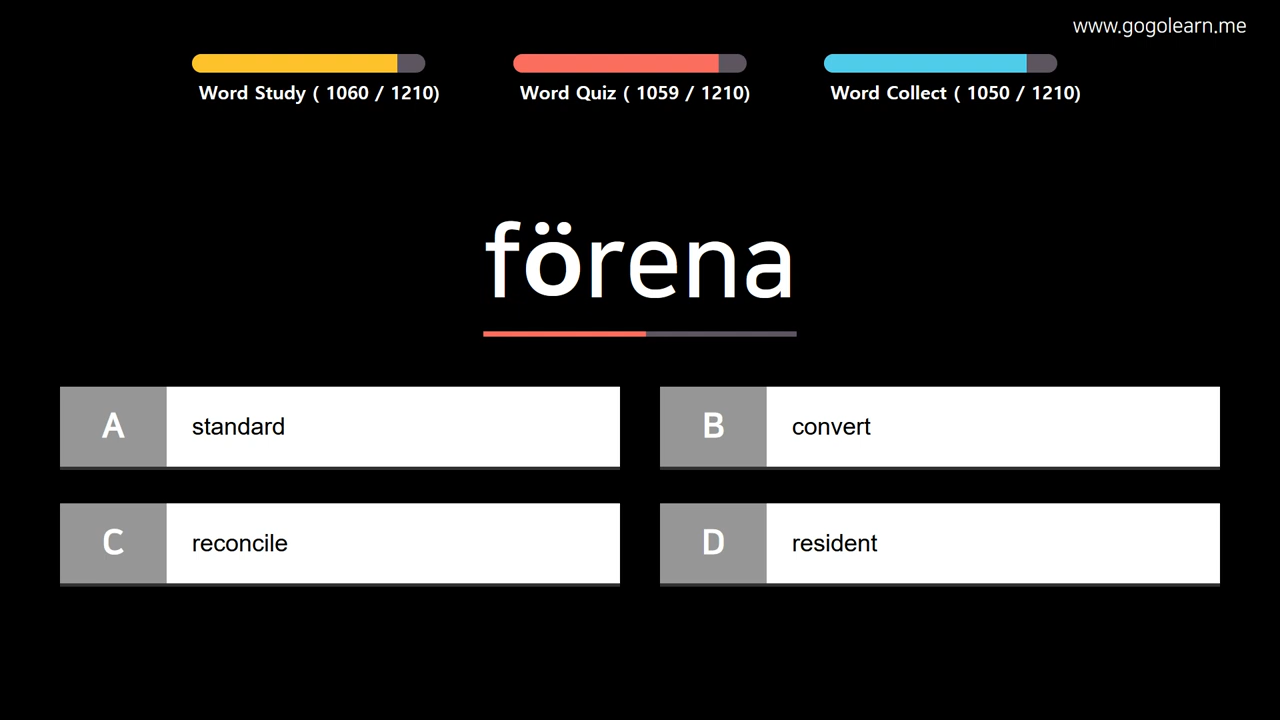 www.gogolearn.me
Word Study ( 1060 / 1210)
Word Quiz ( 1059 / 1210)
Word Collect ( 1050 / 1210)
förena
A standard
B convert
C reconcile
D resident